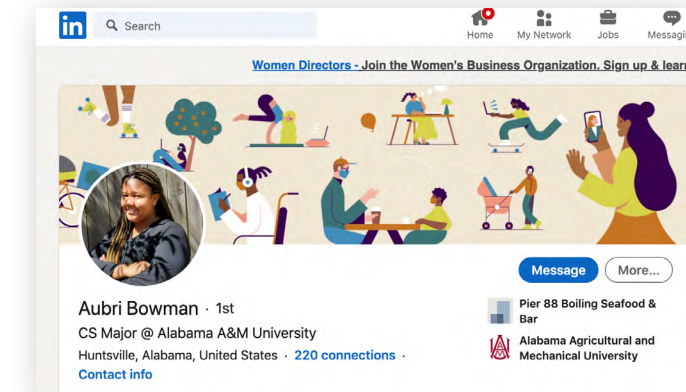 in
Search
Home
My Network
Jobs
Messagin
Women Directors - Join the Women's Business Organization. Sign up & lear
Message
More...
Aubri Bowman · 1st
CS Major @ Alabama A&M University
Huntsville, Alabama, United States · 220 connections ·
Contact info
Pier 88 Boiling Seafood &
Bar
Alabama Agricultural and
Mechanical University